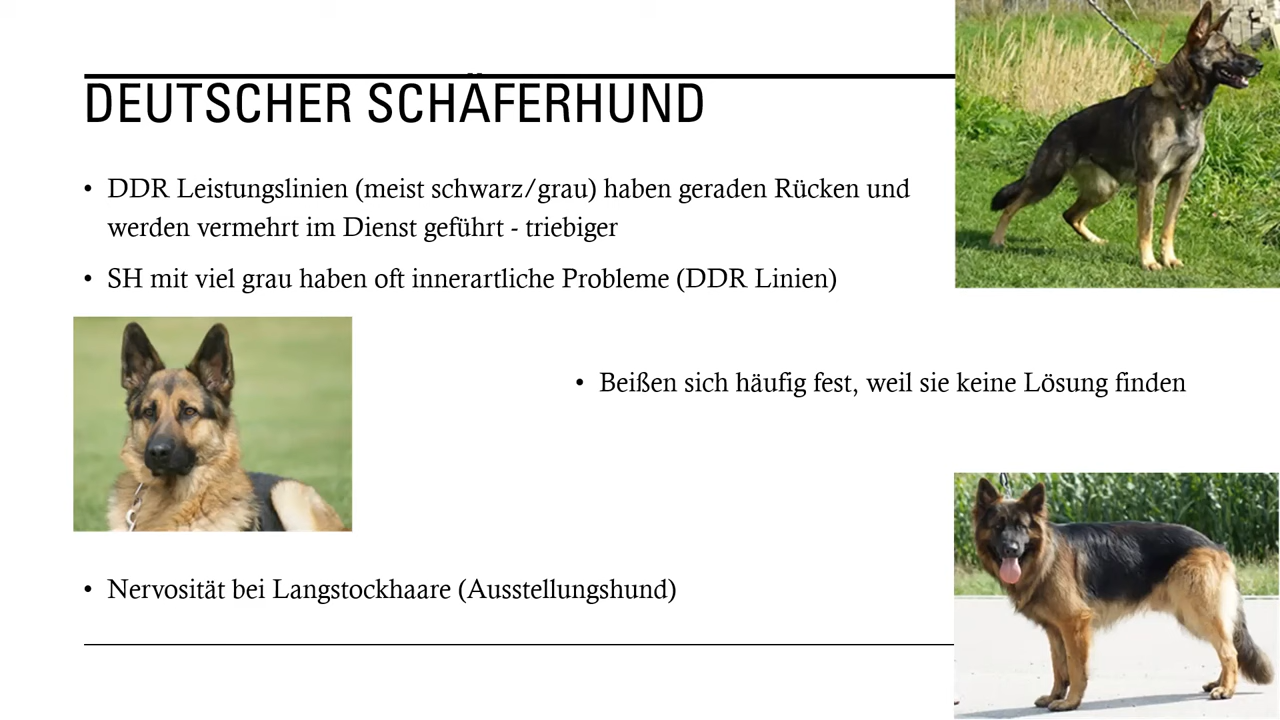 DEUTSCHER SCHÄFERHUND
• DDR Leistungslinien (meist schwarz/grau) haben geraden Rücken und
werden vermehrt im Dienst geführt - triebiger
• SH mit viel grau haben oft innerartliche Probleme (DDR Linien)
• Beißen sich häufig fest, weil sie keine Lösung finden
• Nervosität bei Langstockhaare (Ausstellungshund)